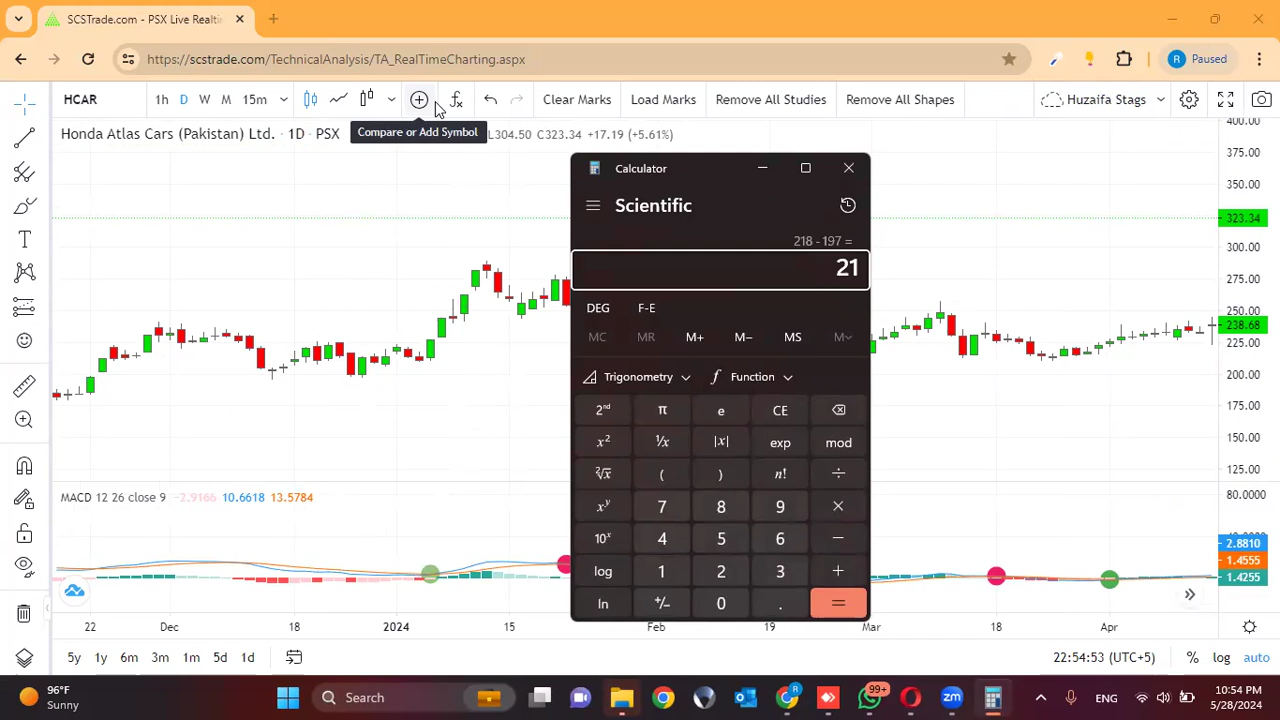 SCSTrade.com - PSX Live Realti
https://scstrade.com/TechnicalAnalysis/TA_RealTimeCharting.aspx
R Paused
HCAR 1h D W M 15m Clear Marks Load Marks Remove All Studies Remove All Shapes Huzaifa Stags
Compare or Add Symbol
Honda Atlas Cars (Pakistan) Ltd. · 1D · PSX L304.50 C323.34 +17.19 (+5.61%)
400.00
375.00
350.00
323.34
300.00
275.00
250.00
238.68
225.00
200.00
175.00
150.00
125.00
Calculator
Scientific
218 - 197 =
21
DEG F-E
MC MR M+ M− MS M
Trigonometry Function
2nd π e CE
x² ¹/x |x| exp mod
²√x ( ) n! ÷
xʸ 7 8 9 ×
10ˣ 4 5 6 −
log 1 2 3 +
ln +/− 0 . =
MACD 12 26 close 9 −2.9166 10.6618 13.5784
80.0000
2.8810
1.4555
1.4255
22 Dec 18 2024 15 Feb 19 Mar 18 Apr
5y 1y 6m 3m 1m 5d 1d 22:54:53 (UTC+5) % log auto
96°F
Sunny
Search
99+
zm
ENG
10:54 PM
5/28/2024